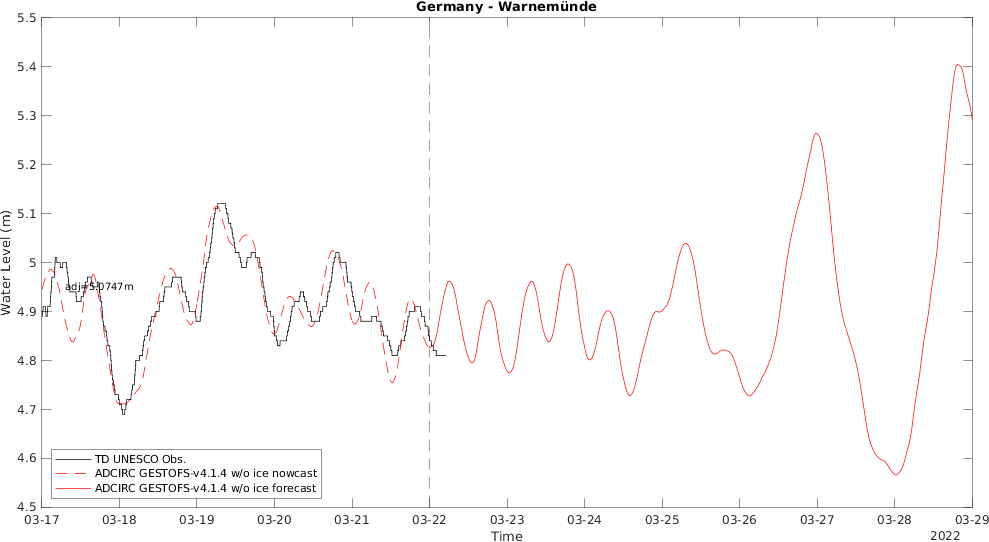 Germany - Warnemünde
5.5
5.4
5.3
5.2
5.1
5
4.9
4.8
4.7
4.6
4.5
Water Level (m)
adj=5.0747m
TD UNESCO Obs.
ADCIRC GESTOFS-v4.1.4 w/o ice nowcast
ADCIRC GESTOFS-v4.1.4 w/o ice forecast
03-17 03-18 03-19 03-20 03-21 03-22 03-23 03-24 03-25 03-26 03-27 03-28 03-29
Time
2022